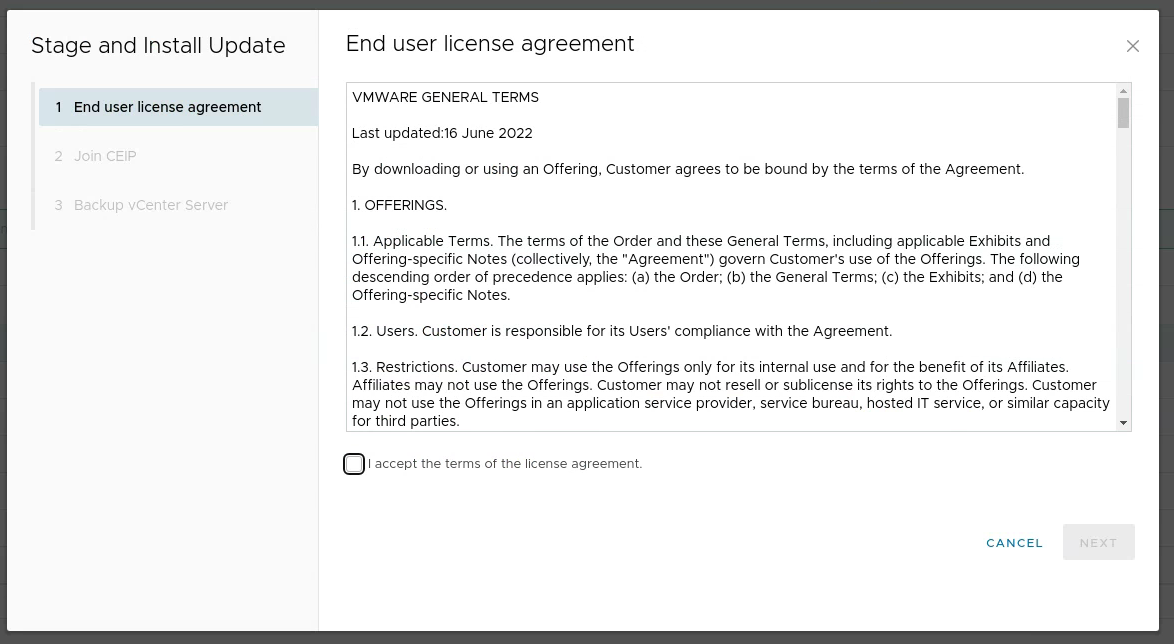 Stage and Install Update
1 End user license agreement
2 Join CEIP
3 Backup vCenter Server
End user license agreement
VMWARE GENERAL TERMS
Last updated:16 June 2022
By downloading or using an Offering, Customer agrees to be bound by the terms of the Agreement.
1. OFFERINGS.
1.1. Applicable Terms. The terms of the Order and these General Terms, including applicable Exhibits and
Offering-specific Notes (collectively, the "Agreement") govern Customer's use of the Offerings. The following
descending order of precedence applies: (a) the Order; (b) the General Terms; (c) the Exhibits; and (d) the
Offering-specific Notes.
1.2. Users. Customer is responsible for its Users' compliance with the Agreement.
1.3. Restrictions. Customer may use the Offerings only for its internal use and for the benefit of its Affiliates.
Affiliates may not use the Offerings. Customer may not resell or sublicense its rights to the Offerings. Customer
may not use the Offerings in an application service provider, service bureau, hosted IT service, or similar capacity
for third parties.
I accept the terms of the license agreement.
CANCEL
NEXT